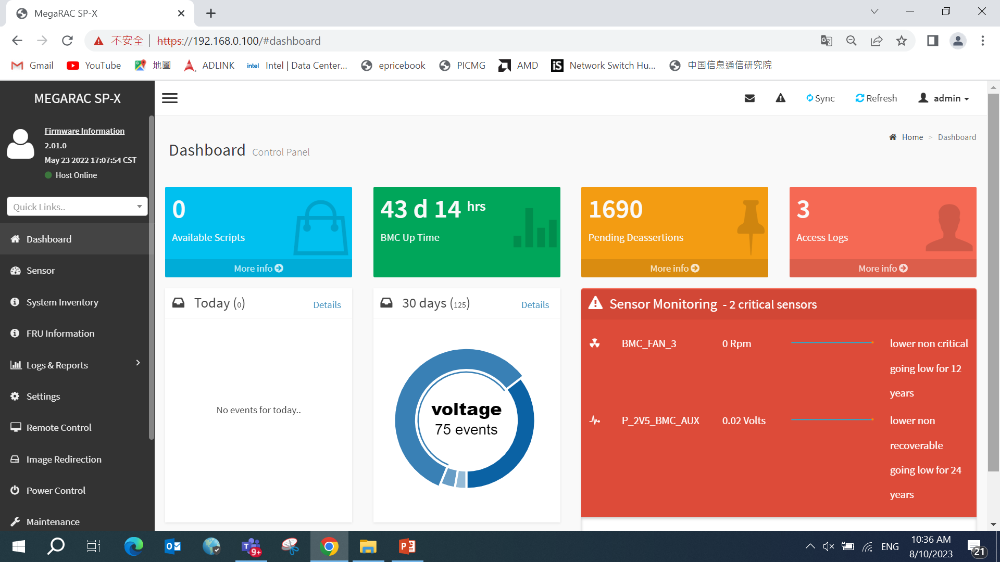 MegaRAC SP-X
不安全 https://192.168.0.100/#dashboard
Gmail YouTube 地圖 ADLINK intel Intel | Data Center... epricebook PICMG AMD iS Network Switch Hu... 中国信息通信研究院
MEGARAC SP-X
Sync Refresh admin
Firmware Information
2.01.0
May 23 2022 17:07:54 CST
Host Online
Quick Links..
Dashboard
Sensor
System Inventory
FRU Information
Logs & Reports
Settings
Remote Control
Image Redirection
Power Control
Maintenance
Home > Dashboard
Dashboard Control Panel
0
Available Scripts
More info
43 d 14 hrs
BMC Up Time
1690
Pending Deassertions
More info
3
Access Logs
More info
Today (0) Details
No events for today..
30 days (125) Details
voltage
75 events
Sensor Monitoring - 2 critical sensors
BMC_FAN_3 0 Rpm lower non critical
going low for 12
years
P_2V5_BMC_AUX 0.02 Volts lower non
recoverable
going low for 24
years
T 9+
P
ENG
10:36 AM
8/10/2023
21